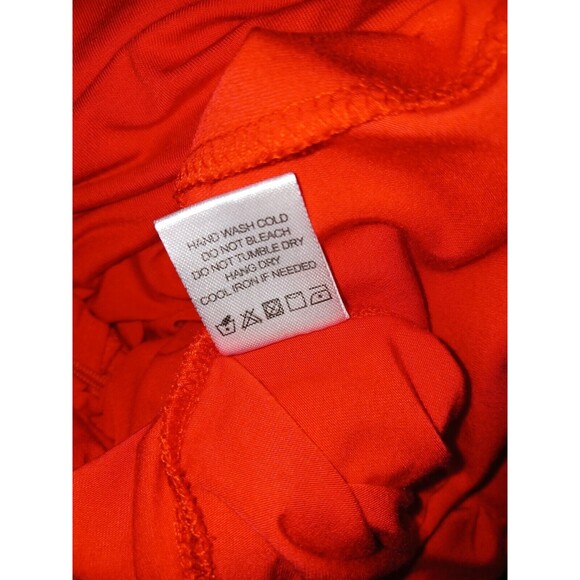 HAND WASH COLD
DO NOT BLEACH
DO NOT TUMBLE DRY
HANG DRY
COOL IRON IF NEEDED